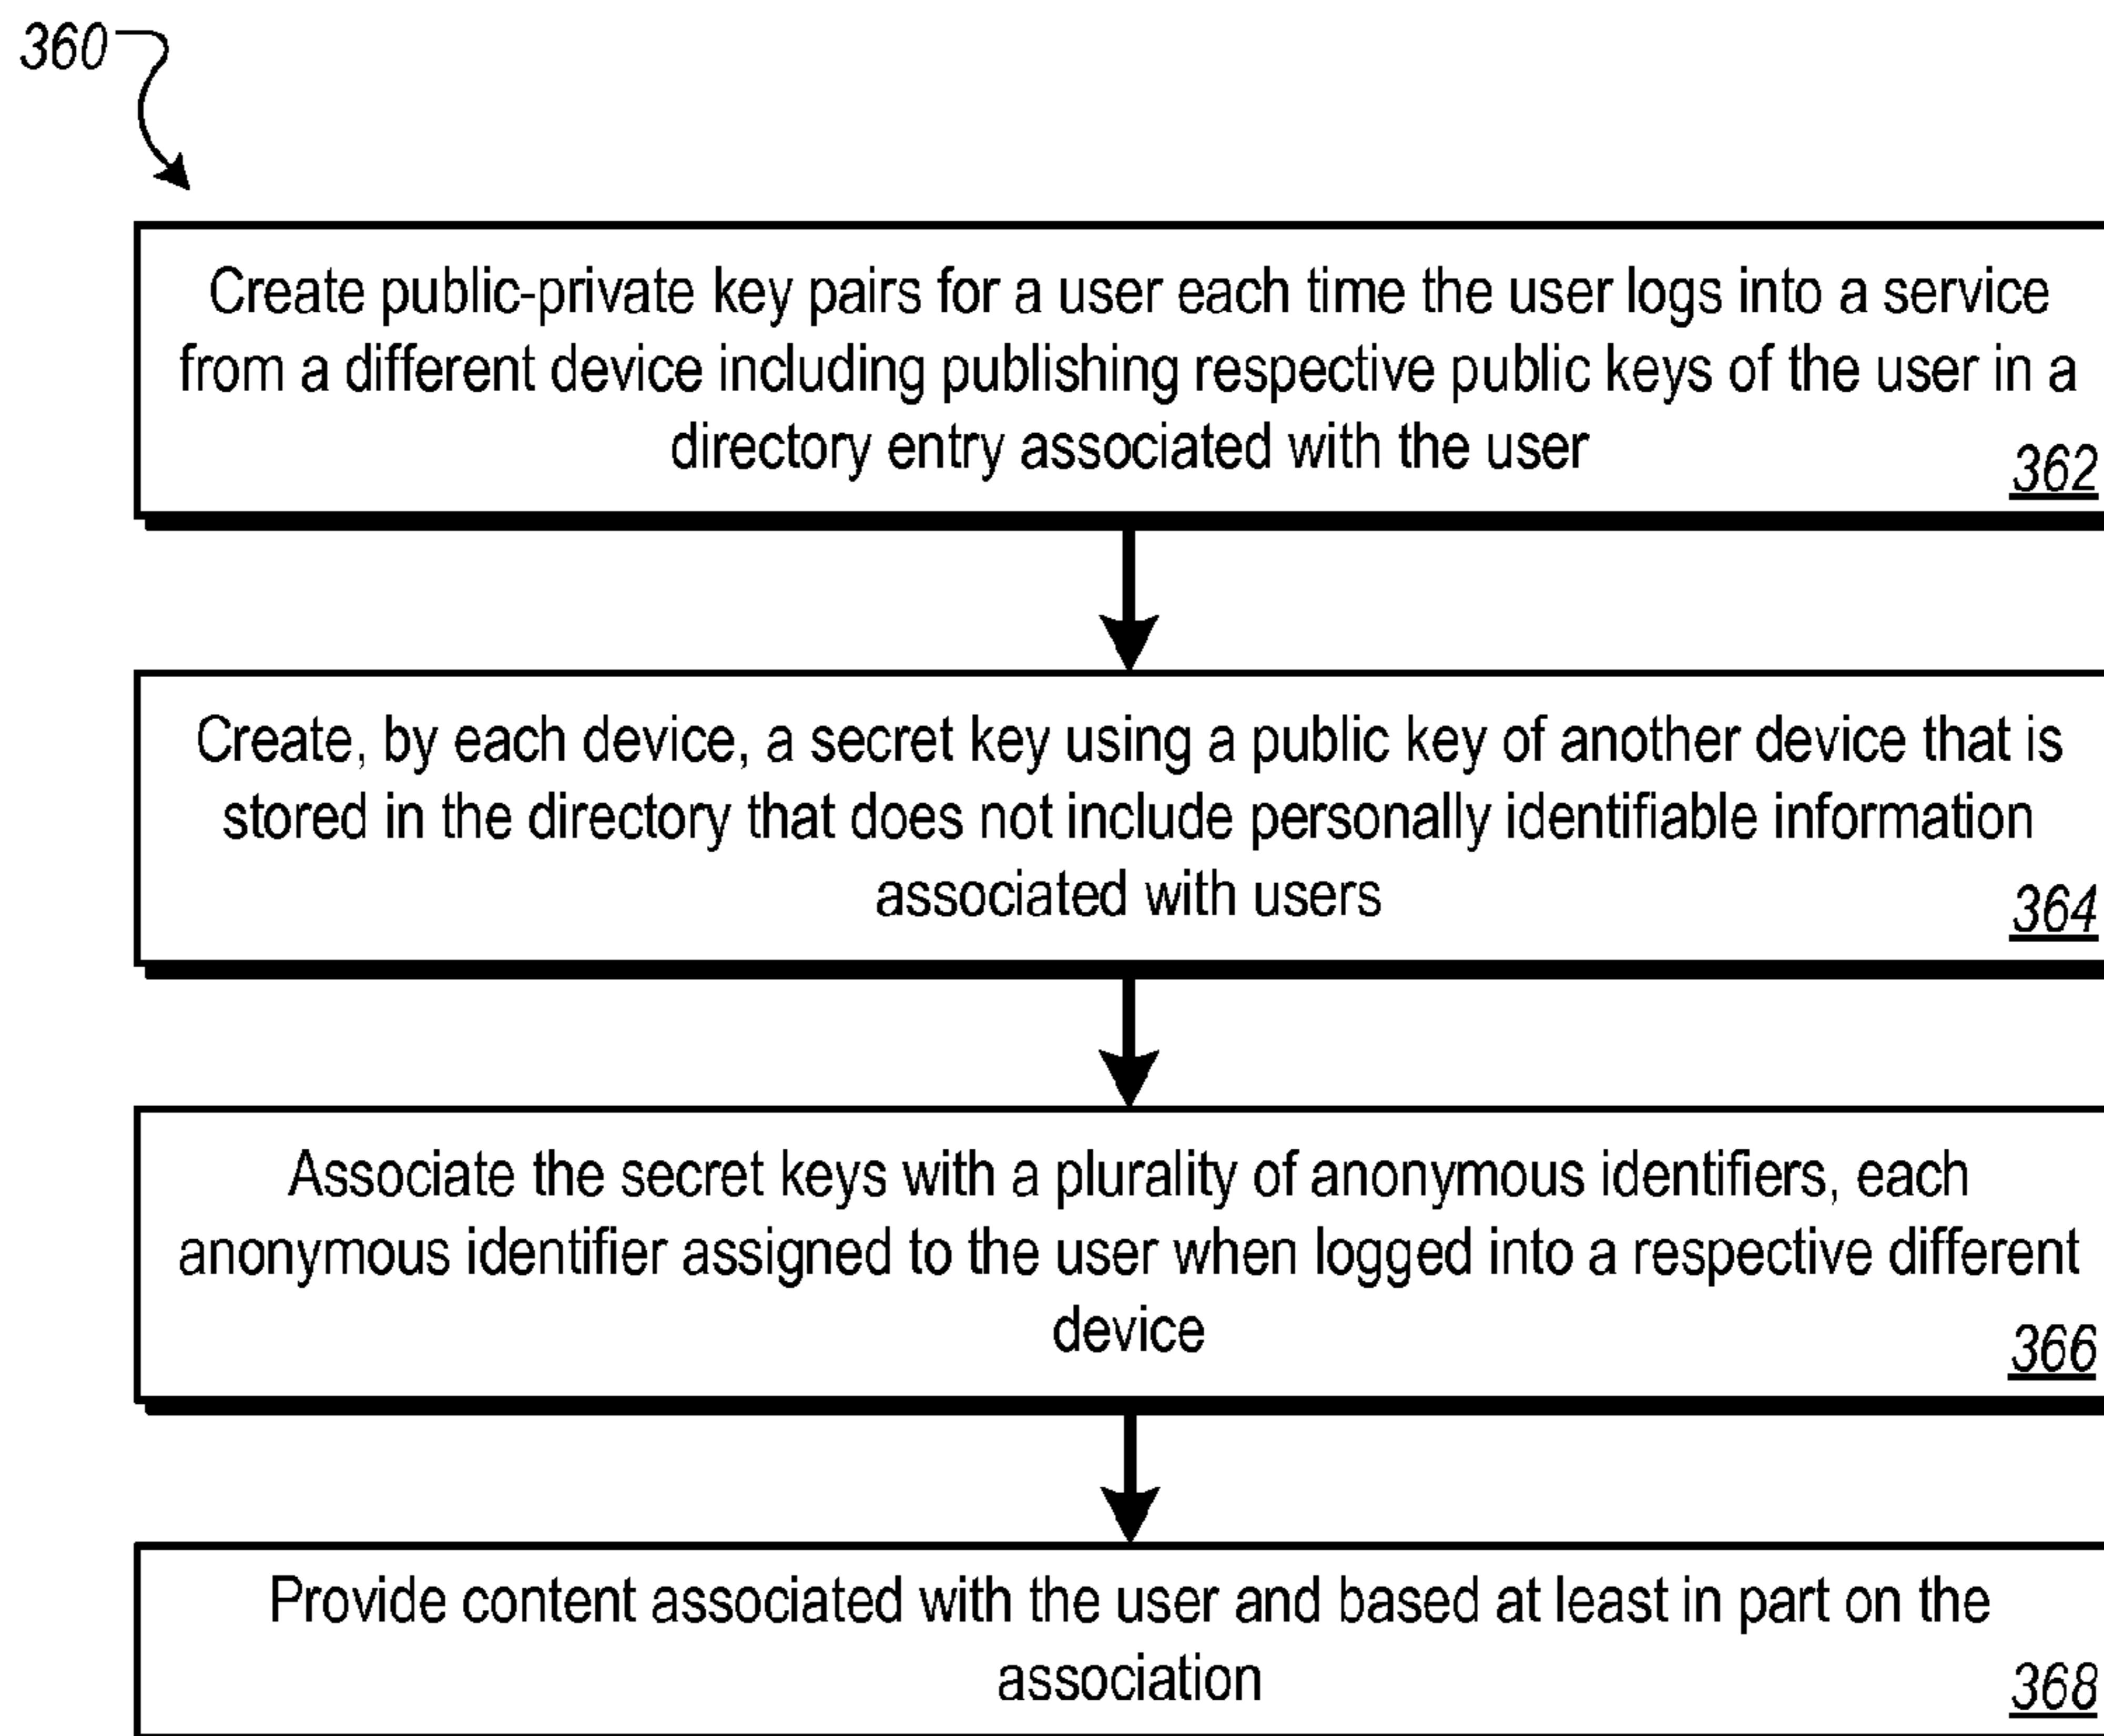 360
Create public-private key pairs for a user each time the user logs into a service
from a different device including publishing respective public keys of the user in a
directory entry associated with the user
362
Create, by each device, a secret key using a public key of another device that is
stored in the directory that does not include personally identifiable information
associated with users
364
Associate the secret keys with a plurality of anonymous identifiers, each
anonymous identifier assigned to the user when logged into a respective different
device
366
Provide content associated with the user and based at least in part on the
association
368